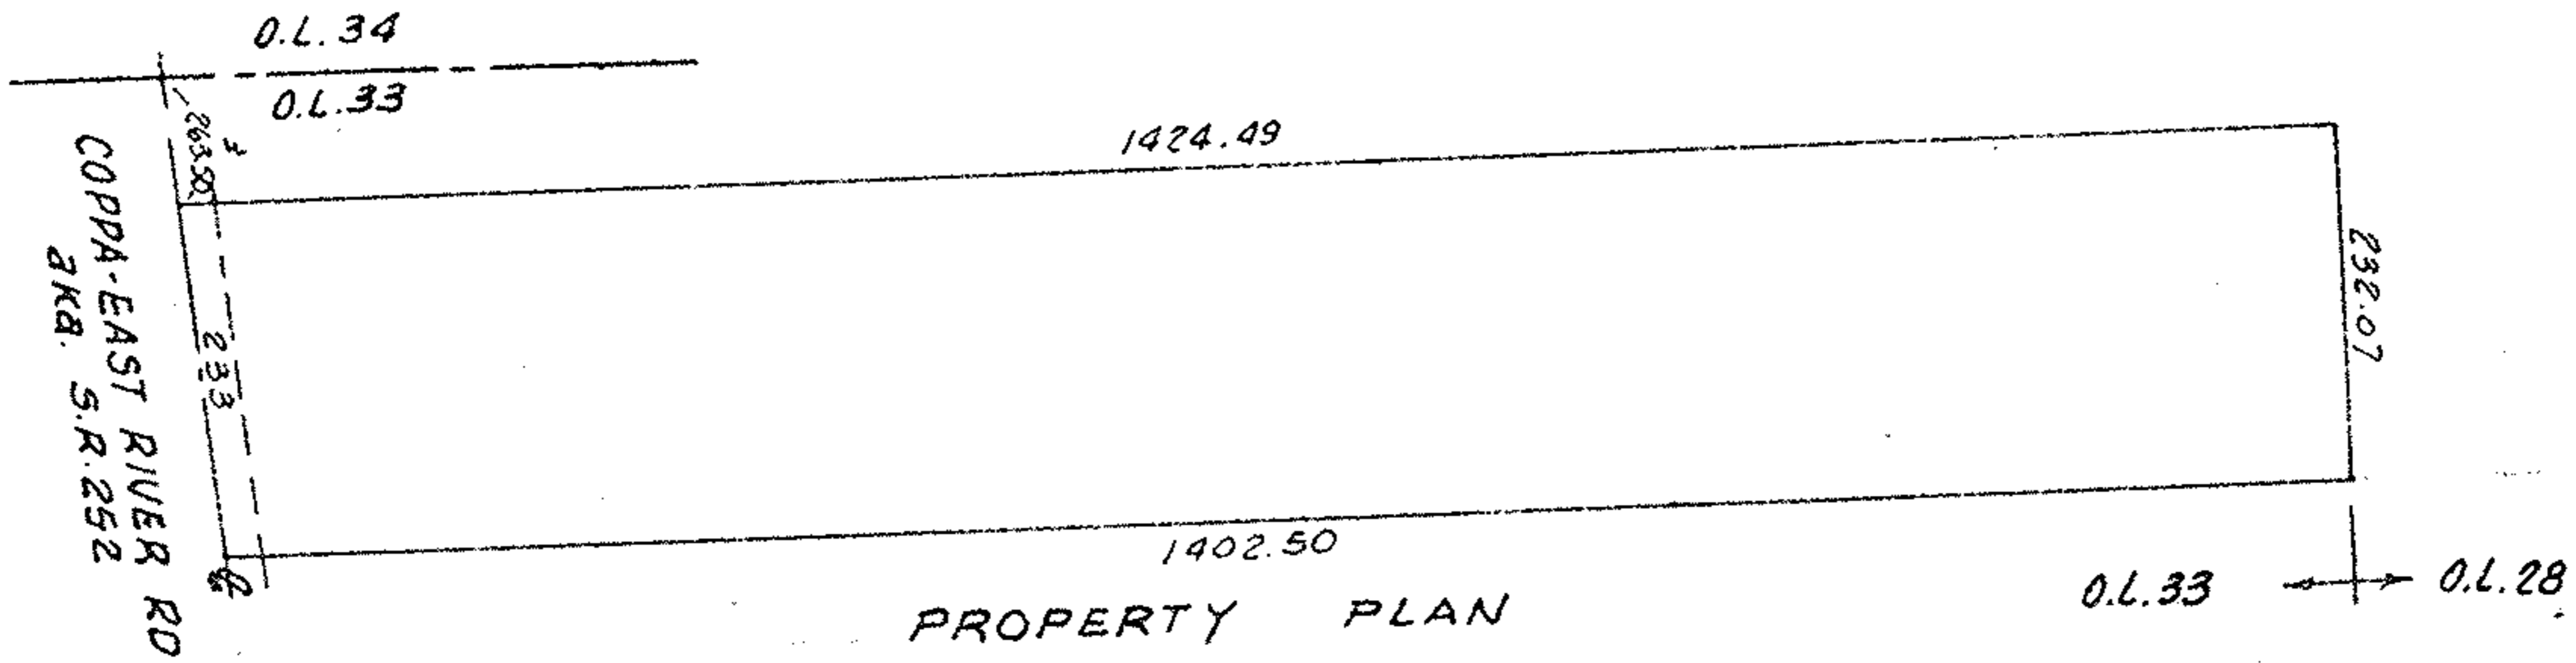 O.L. 34
O.L. 33
263.50
1424.49
COPPA-EAST RIVER RD
aka. S.R. 252
233
232.07
1402.50
O.L. 33
O.L. 28
PROPERTY PLAN